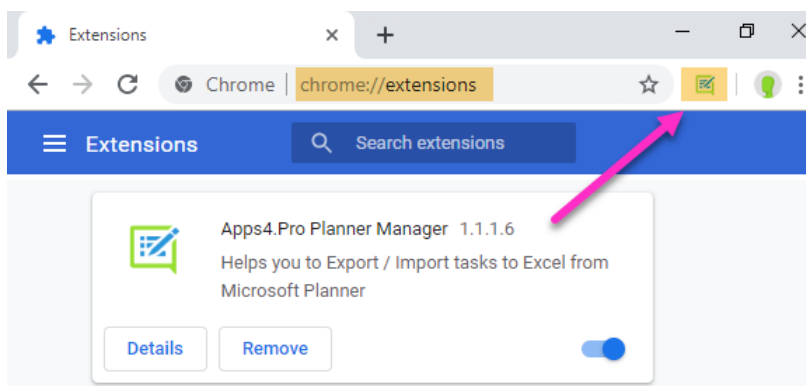 Extensions
Chrome | chrome://extensions
Extensions
Search extensions
Apps4.Pro Planner Manager 1.1.1.6
Helps you to Export / Import tasks to Excel from
Microsoft Planner
Details
Remove